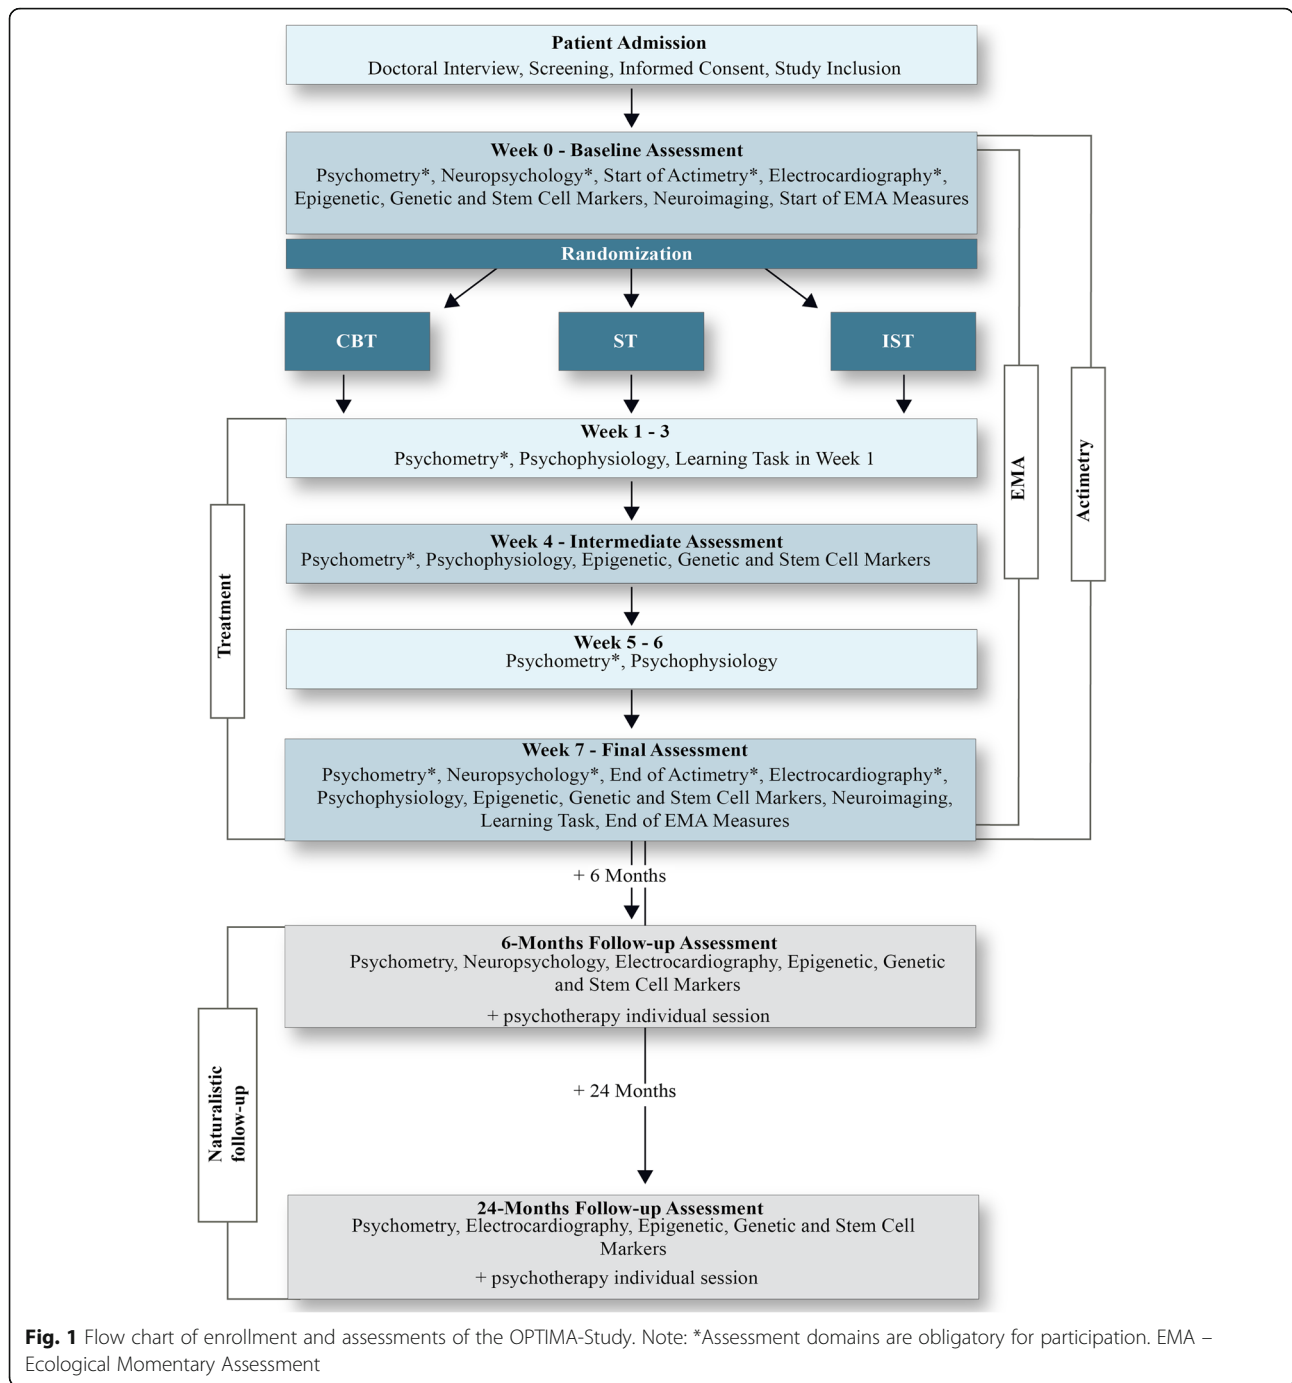 Patient Admission
Doctoral Interview, Screening, Informed Consent, Study Inclusion
Week 0 - Baseline Assessment
Psychometry*, Neuropsychology*, Start of Actimetry*, Electrocardiography*,
Epigenetic, Genetic and Stem Cell Markers, Neuroimaging, Start of EMA Measures
Randomization
CBT
ST
IST
Week 1 - 3
Psychometry*, Psychophysiology, Learning Task in Week 1
Week 4 - Intermediate Assessment
Psychometry*, Psychophysiology, Epigenetic, Genetic and Stem Cell Markers
Week 5 - 6
Psychometry*, Psychophysiology
Week 7 - Final Assessment
Psychometry*, Neuropsychology*, End of Actimetry*, Electrocardiography*,
Psychophysiology, Epigenetic, Genetic and Stem Cell Markers, Neuroimaging,
Learning Task, End of EMA Measures
Treatment
EMA
Actimetry
+ 6 Months
6-Months Follow-up Assessment
Psychometry, Neuropsychology, Electrocardiography, Epigenetic, Genetic
and Stem Cell Markers
+ psychotherapy individual session
+ 24 Months
Naturalistic
follow-up
24-Months Follow-up Assessment
Psychometry, Electrocardiography, Epigenetic, Genetic and Stem Cell
Markers
+ psychotherapy individual session
Fig. 1 Flow chart of enrollment and assessments of the OPTIMA-Study. Note: *Assessment domains are obligatory for participation. EMA –
Ecological Momentary Assessment